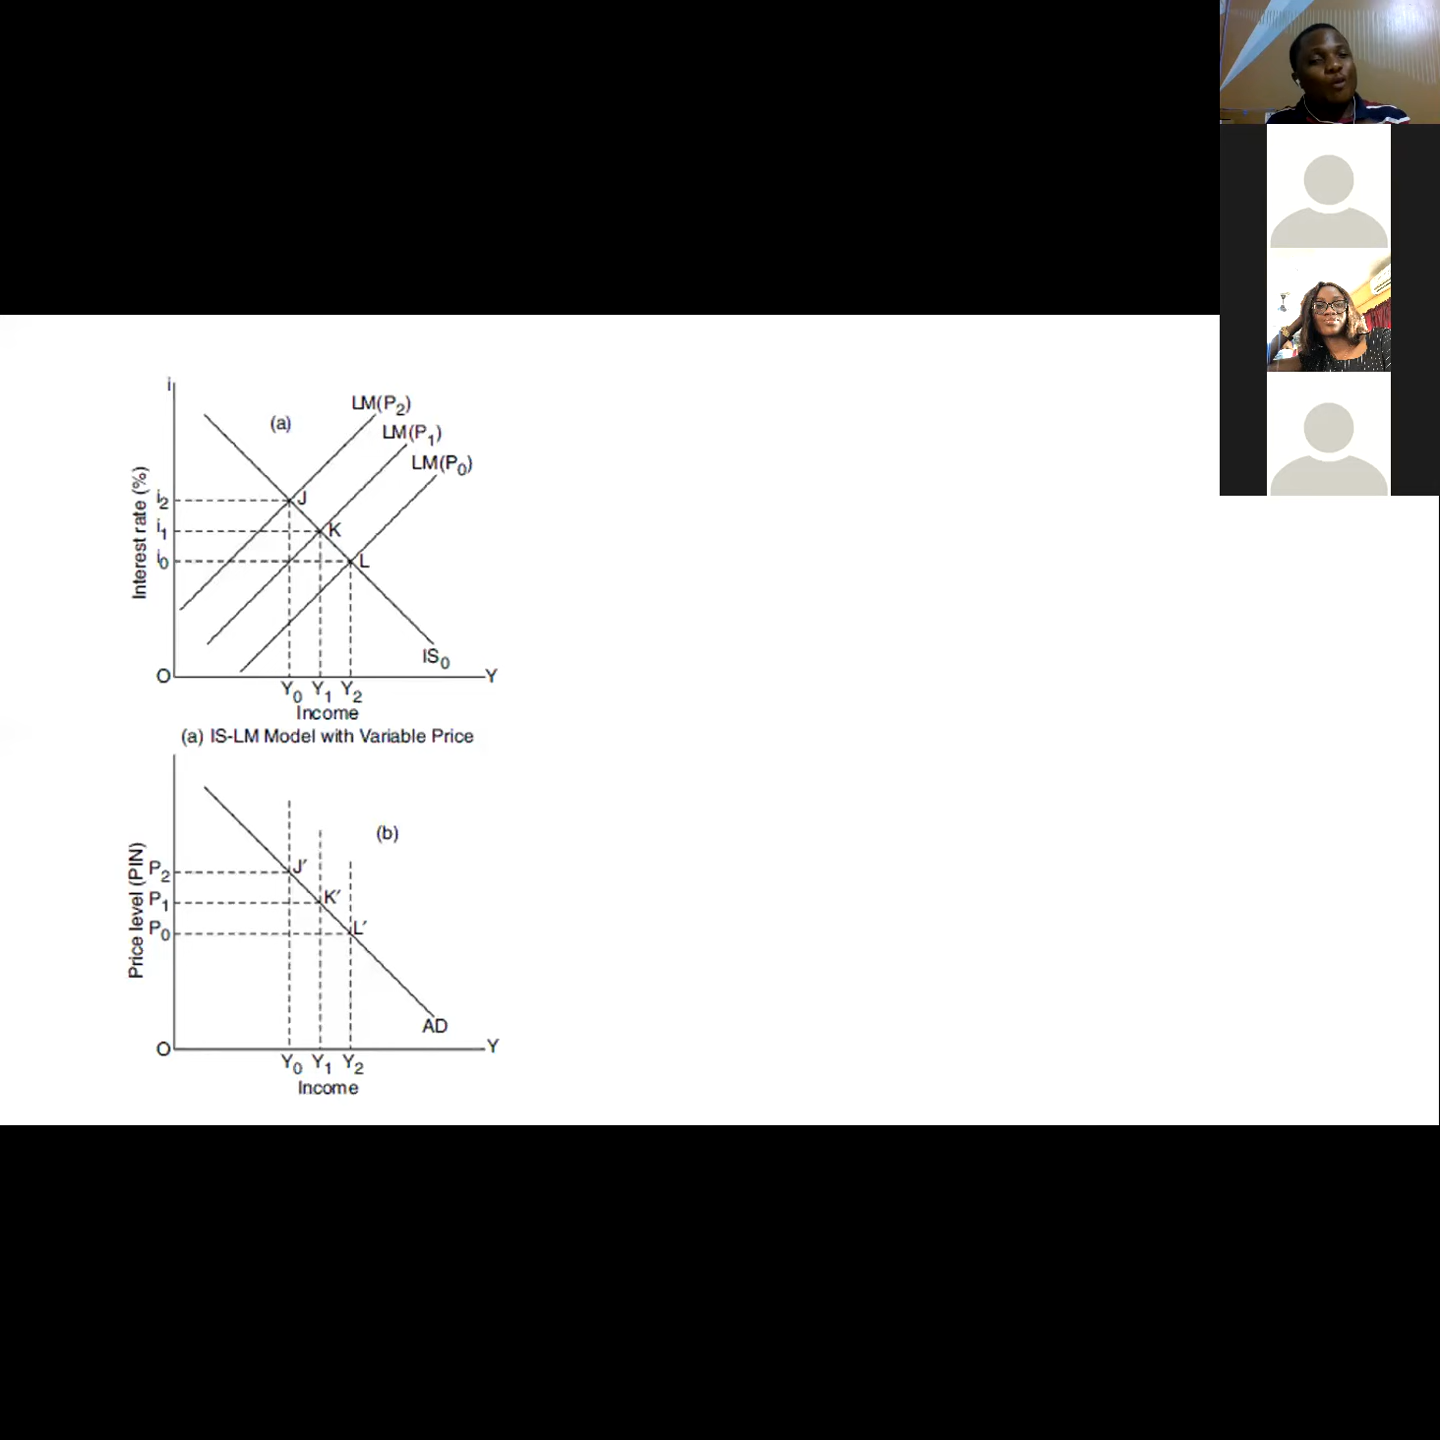 i
(a)
LM(P2)
LM(P1)
LM(P0)
Interest rate (%)
i2
i1
i0
J
K
L
IS0
O
Y
Y0 Y1 Y2
Income
(a) IS-LM Model with Variable Price
(b)
Price level (PIN)
P2
P1
P0
J′
K′
L′
AD
O
Y
Y0 Y1 Y2
Income